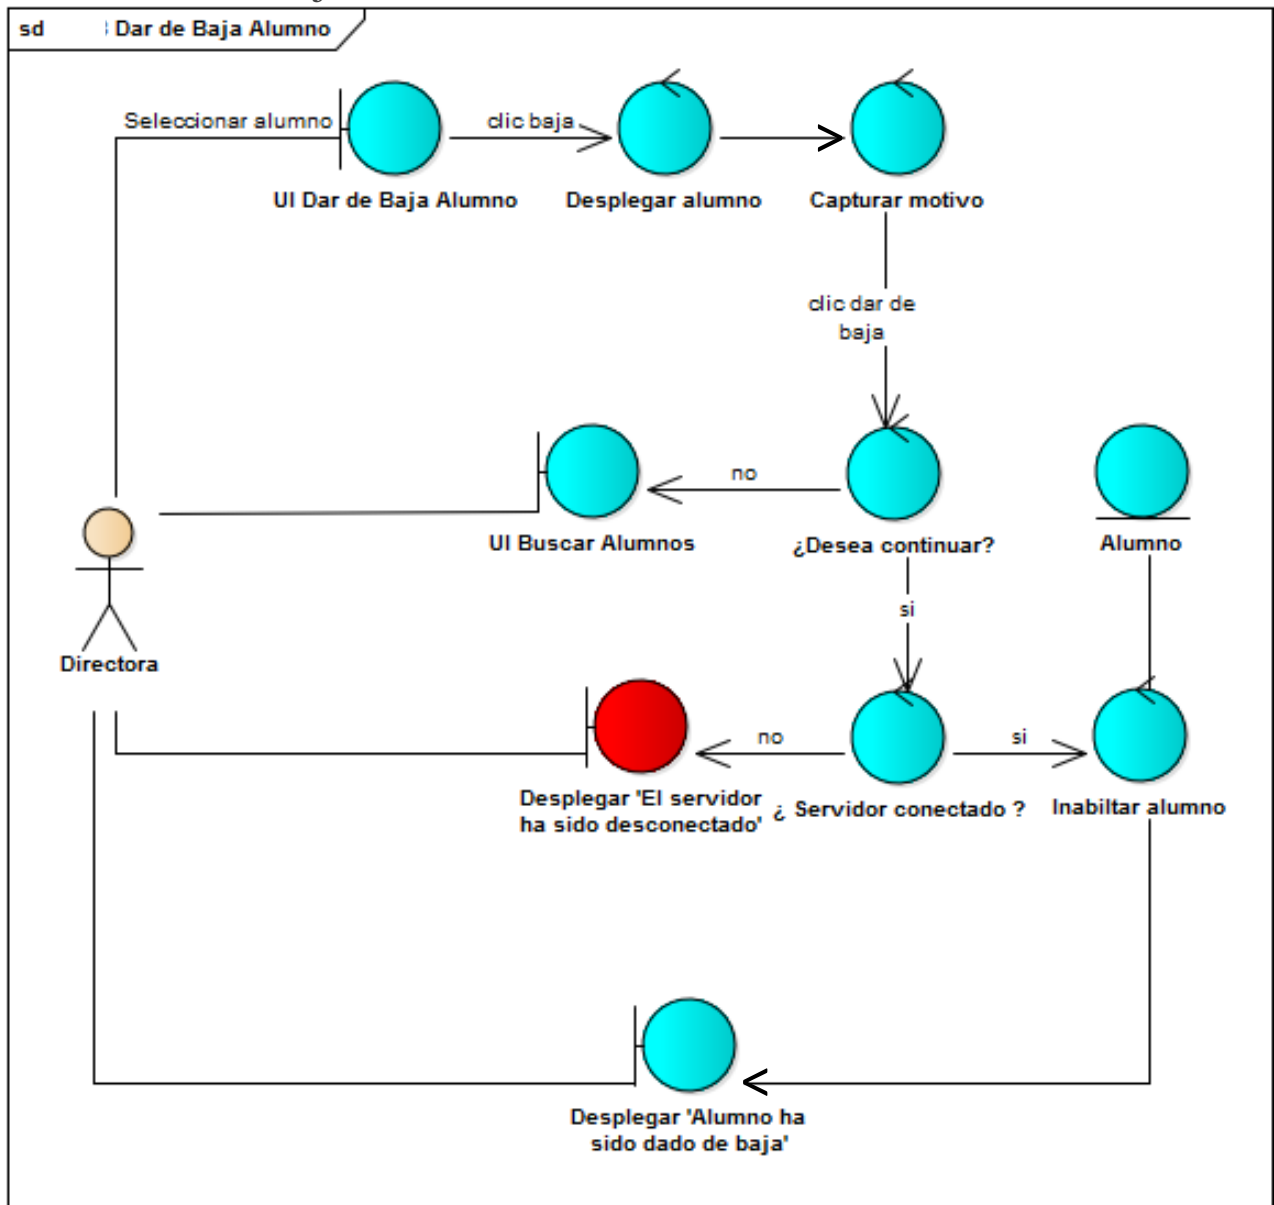 sd Dar de Baja Alumno
Seleccionar alumno
clic baja
UI Dar de Baja Alumno
Desplegar alumno
Capturar motivo
clic dar de
baja
no
UI Buscar Alumnos
¿Desea continuar?
Alumno
si
Directora
no
si
Desplegar 'El servidor
ha sido desconectado'
¿ Servidor conectado ?
Inabiltar alumno
Desplegar 'Alumno ha
sido dado de baja'